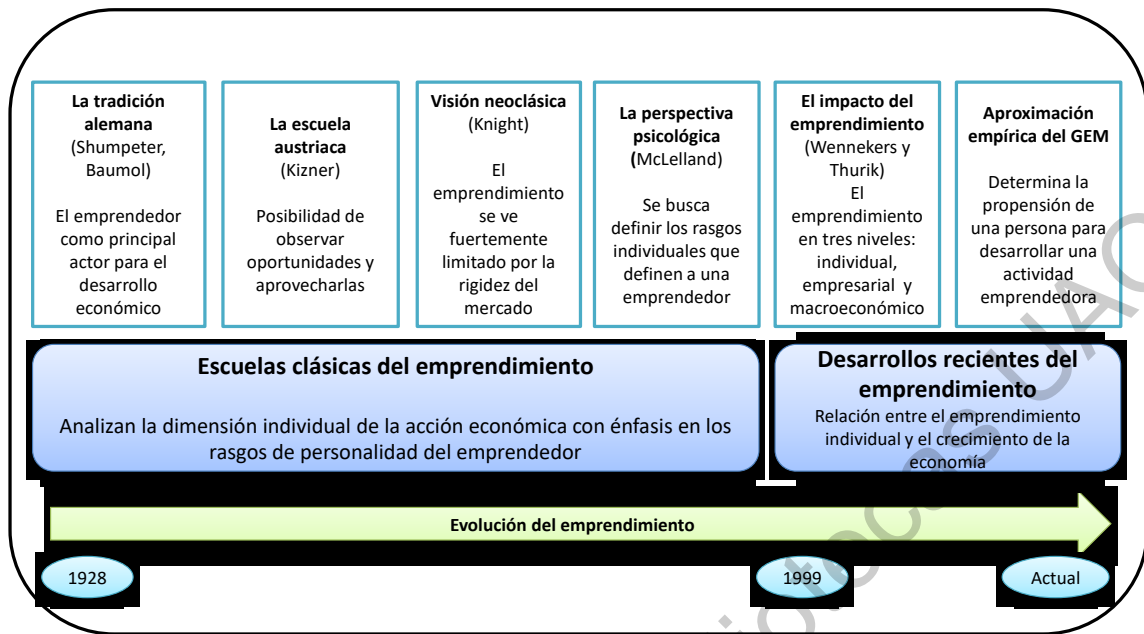 La tradición
alemana
(Shumpeter,
Baumol)
El emprendedor
como principal
actor para el
desarrollo
económico
La escuela
austriaca
(Kizner)
Posibilidad de
observar
oportunidades y
aprovecharlas
Visión neoclásica
(Knight)
El
emprendimiento
se ve
fuertemente
limitado por la
rigidez del
mercado
La perspectiva
psicológica
(McLelland)
Se busca
definir los rasgos
individuales que
definen a una
emprendedor
El impacto del
emprendimiento
(Wennekers y
Thurik)
El
emprendimiento
en tres niveles:
individual,
empresarial y
macroeconómico
Aproximación
empírica del GEM
Determina la
propensión de
una persona para
desarrollar una
actividad
emprendedora
Escuelas clásicas del emprendimiento
Analizan la dimensión individual de la acción económica con énfasis en los
rasgos de personalidad del emprendedor
Desarrollos recientes del
emprendimiento
Relación entre el emprendimiento
individual y el crecimiento de la
economía
Evolución del emprendimiento
1928
1999
Actual